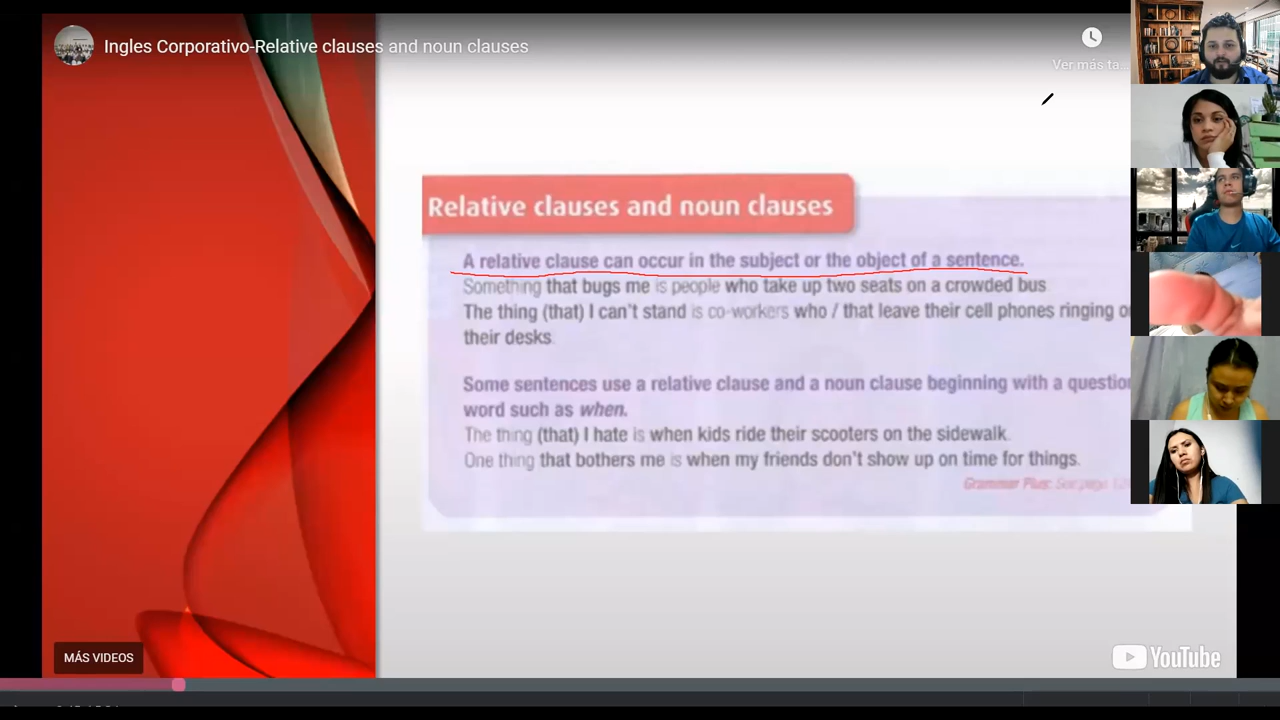 Ingles Corporativo-Relative clauses and noun clauses
Ver más ta...
Relative clauses and noun clauses
A relative clause can occur in the subject or the object of a sentence.
Something that bugs me is people who take up two seats on a crowded bus
The thing (that) I can't stand is co-workers who / that leave their cell phones ringing
their desks.
Some sentences use a relative clause and a noun clause beginning with a
word such as when.
The thing (that) I hate is when kids ride their scooters on the sidewalk.
One thing that bothers me is when my friends don't show up on time for things.
Grammar Plus: See page
MÁS VIDEOS
YouTube